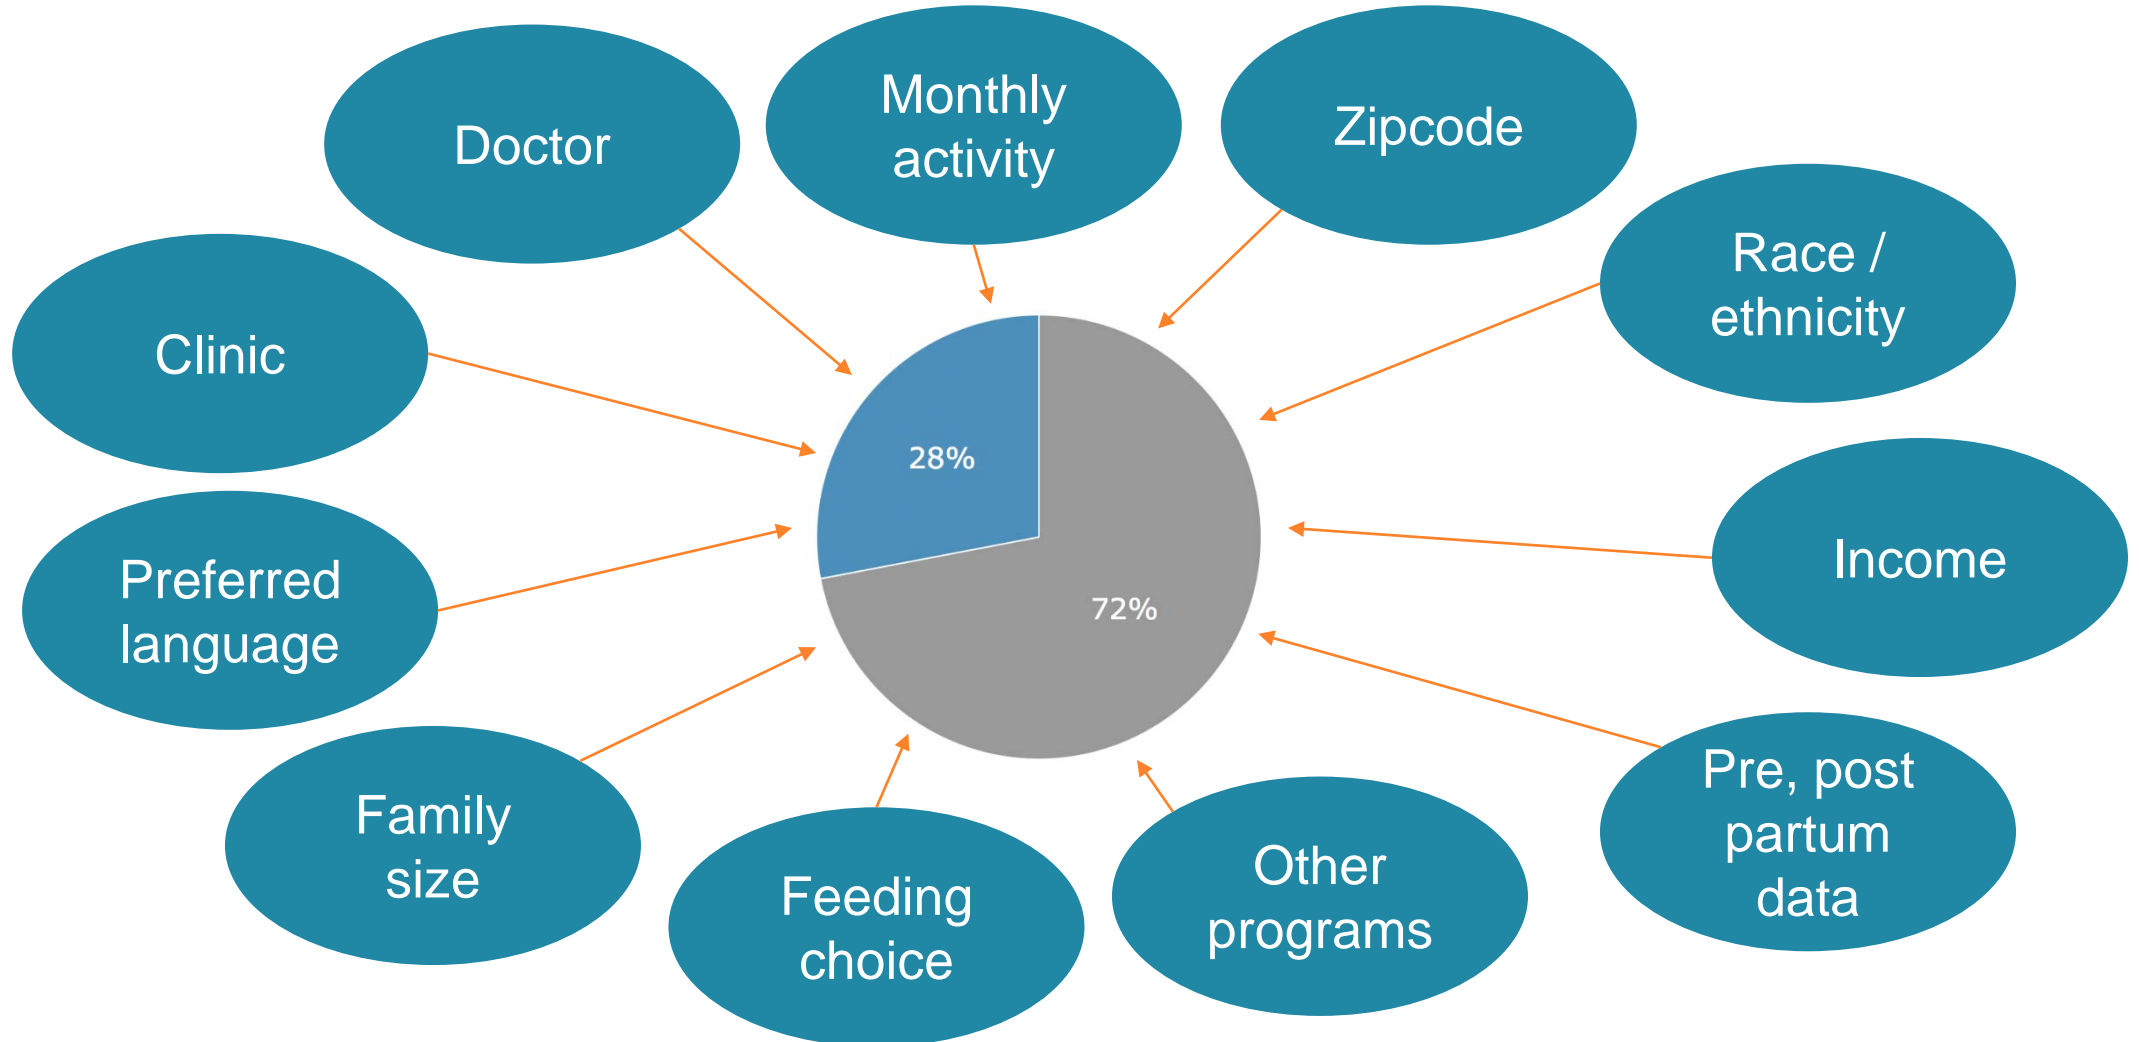 Doctor
Monthly
activity
Zipcode
Race /
ethnicity
Clinic
28%
Preferred
language
72%
Income
Family
size
Feeding
choice
Other
programs
Pre, post
partum
data